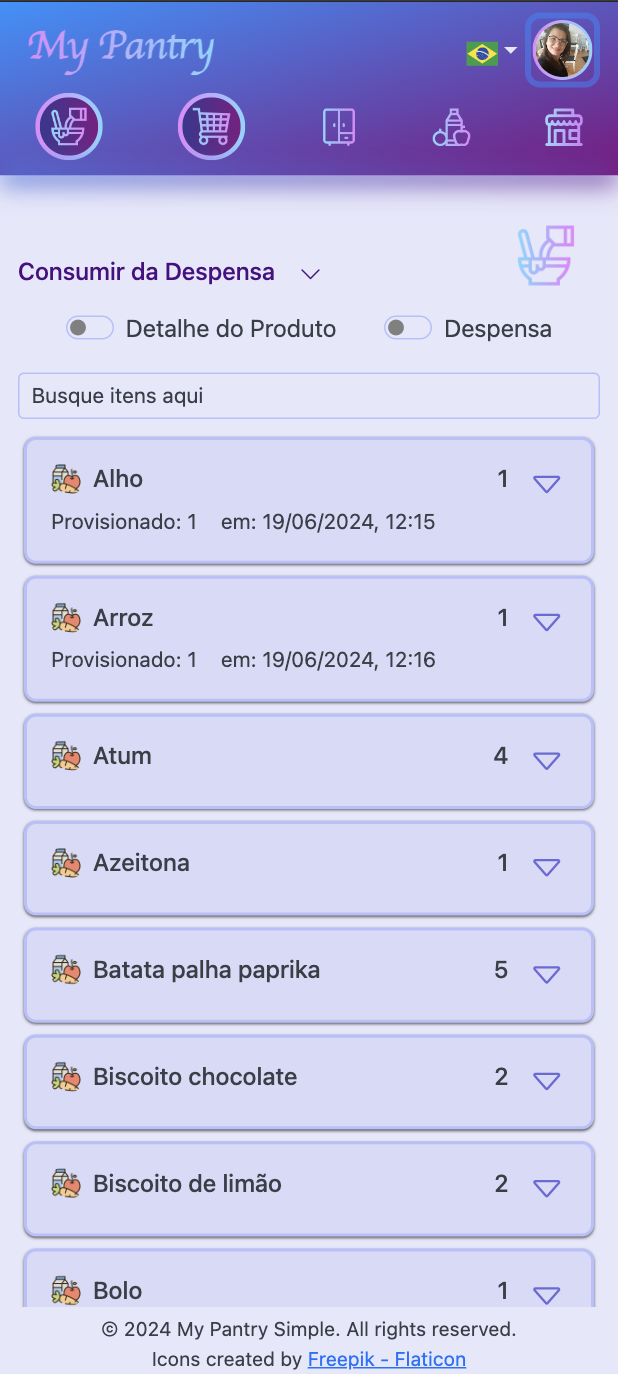 My Pantry
Consumir da Despensa
Detalhe do Produto Despensa
Busque itens aqui
Alho 1
Provisionado: 1 em: 19/06/2024, 12:15
Arroz 1
Provisionado: 1 em: 19/06/2024, 12:16
Atum 4
Azeitona 1
Batata palha paprika 5
Biscoito chocolate 2
Biscoito de limão 2
Bolo 1
© 2024 My Pantry Simple. All rights reserved.
Icons created by Freepik - Flaticon